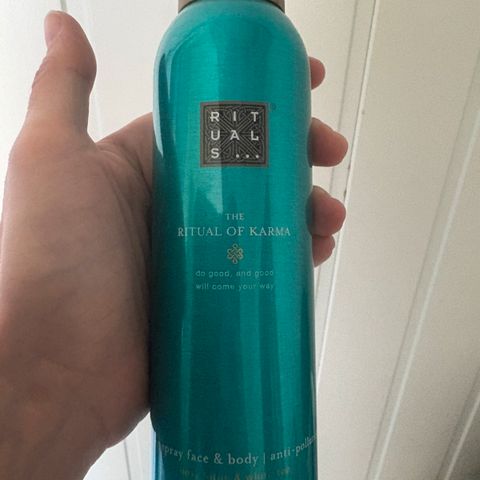 RIT
UAL
S...
®
THE
RITUAL OF KARMA
do good, and good
will come your way
spray face & body | anti-pollu